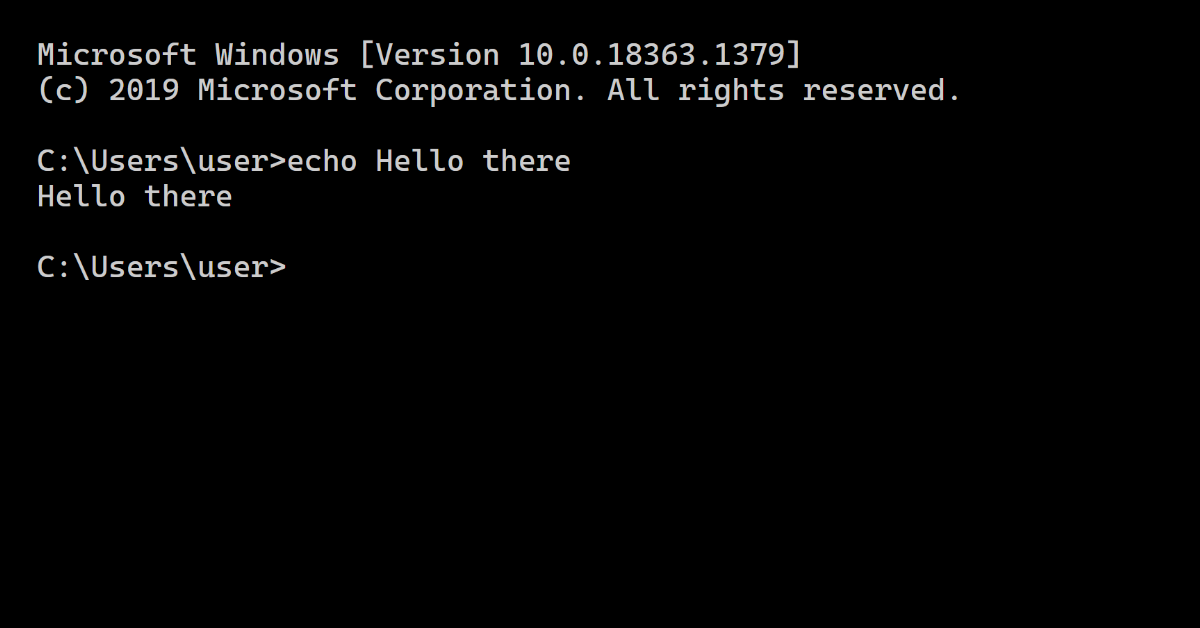 Microsoft Windows [Version 10.0.18363.1379]
(c) 2019 Microsoft Corporation. All rights reserved.
C:\Users\user>echo Hello there
Hello there
C:\Users\user>